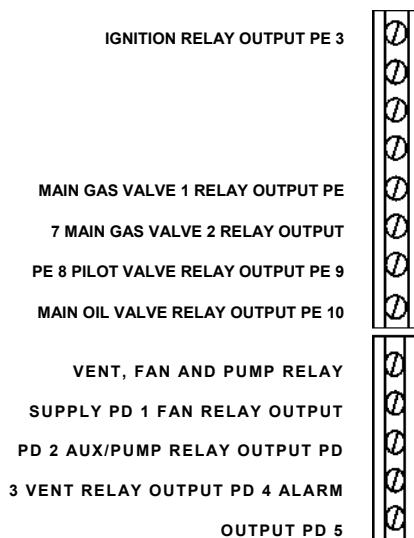 IGNITION RELAY OUTPUT PE 3
MAIN GAS VALVE 1 RELAY OUTPUT PE
7 MAIN GAS VALVE 2 RELAY OUTPUT
PE 8 PILOT VALVE RELAY OUTPUT PE 9
MAIN OIL VALVE RELAY OUTPUT PE 10
VENT, FAN AND PUMP RELAY
SUPPLY PD 1 FAN RELAY OUTPUT
PD 2 AUX/PUMP RELAY OUTPUT PD
3 VENT RELAY OUTPUT PD 4 ALARM
OUTPUT PD 5